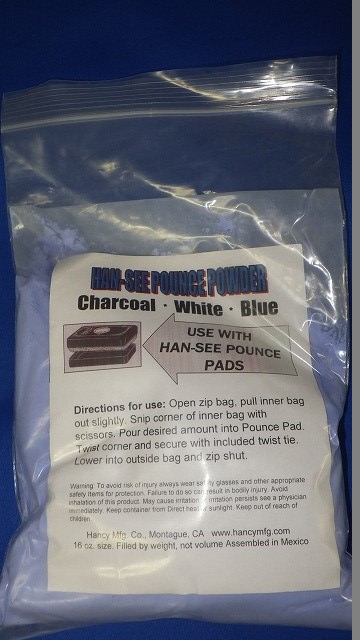 HAN-SEE POUNCE POWDER
Charcoal · White · Blue
USE WITH
HAN-SEE POUNCE
PADS
Directions for use: Open zip bag, pull inner bag
out slightly. Snip corner of inner bag with
scissors. Pour desired amount into Pounce Pad.
Twist corner and secure with included twist tie.
Lower into outside bag and zip shut.
Warning: To avoid risk of injury always wear safety glasses and other appropriate
safety items for protection. Failure to do so can result in bodily injury. Avoid
inhalation of this product. May cause irritation. If irritation persists see a physician
immediately. Keep container from Direct heat or sunlight. Keep out of reach of
children.
Hancy Mfg. Co., Montague, CA www.hancymfg.com
16 oz. size. Filled by weight, not volume Assembled in Mexico